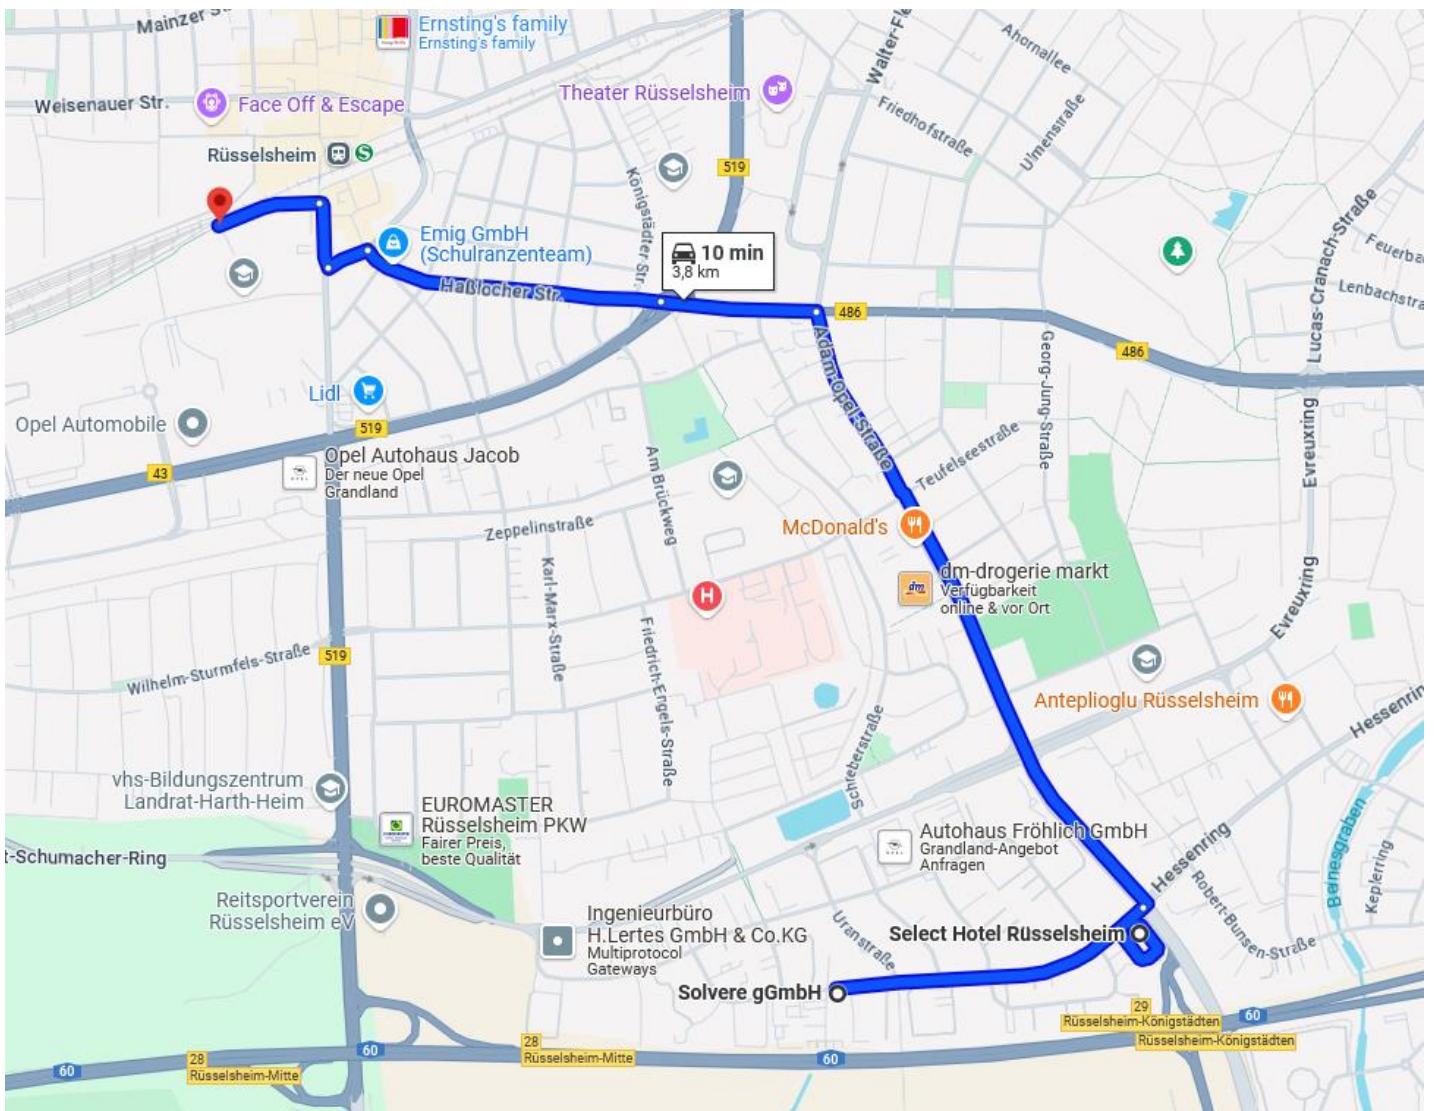 Mainzer St
Ernsting's family
Ernsting's family
Walter-Fle
Ahornallee
Weisenauer Str.
Face Off & Escape
Theater Rüsselsheim
Friedhofstraße
Ulmenstraße
Rüsselsheim
S
519
Königstädter Str.
Lucas-Cranach-Straße
Emig GmbH
(Schulranzenteam)
10 min
3,8 km
Feuerba
Lenbachstra
Haßlocher Str.
486
486
Adam-Opel-Straße
Georg-Jung-Straße
Lidl
Opel Automobile
519
43
Opel Autohaus Jacob
Der neue Opel
Grandland
Am Brückweg
Teufelseestraße
Evreuxring
Zeppelinstraße
McDonald's
Karl-Marx-Straße
H
dm
dm-drogerie markt
Verfügbarkeit
online & vor Ort
Evreuxring
Friedrich-Engels-Straße
Wilhelm-Sturmfels-Straße
519
Anteplioglu Rüsselsheim
Hessenrin
Schreberstraße
vhs-Bildungszentrum
Landrat-Harth-Heim
EUROMASTER
Rüsselsheim PKW
Fairer Preis,
beste Qualität
t-Schumacher-Ring
Autohaus Fröhlich GmbH
Grandland-Angebot
Anfragen
Hessenring
Beinesgraben
Keplerring
Robert-Bunsen-Straße
Reitsportverein
Rüsselsheim eV
Ingenieurbüro
H.Lertes GmbH & Co.KG
Multiprotocol
Gateways
Uranstraße
Select Hotel Rüsselsheim
Solvere gGmbH
29
Rüsselsheim-Königstädten
60
Rüsselsheim-Königstädten
28
Rüsselsheim-Mitte
60
60
28
Rüsselsheim-Mitte
60